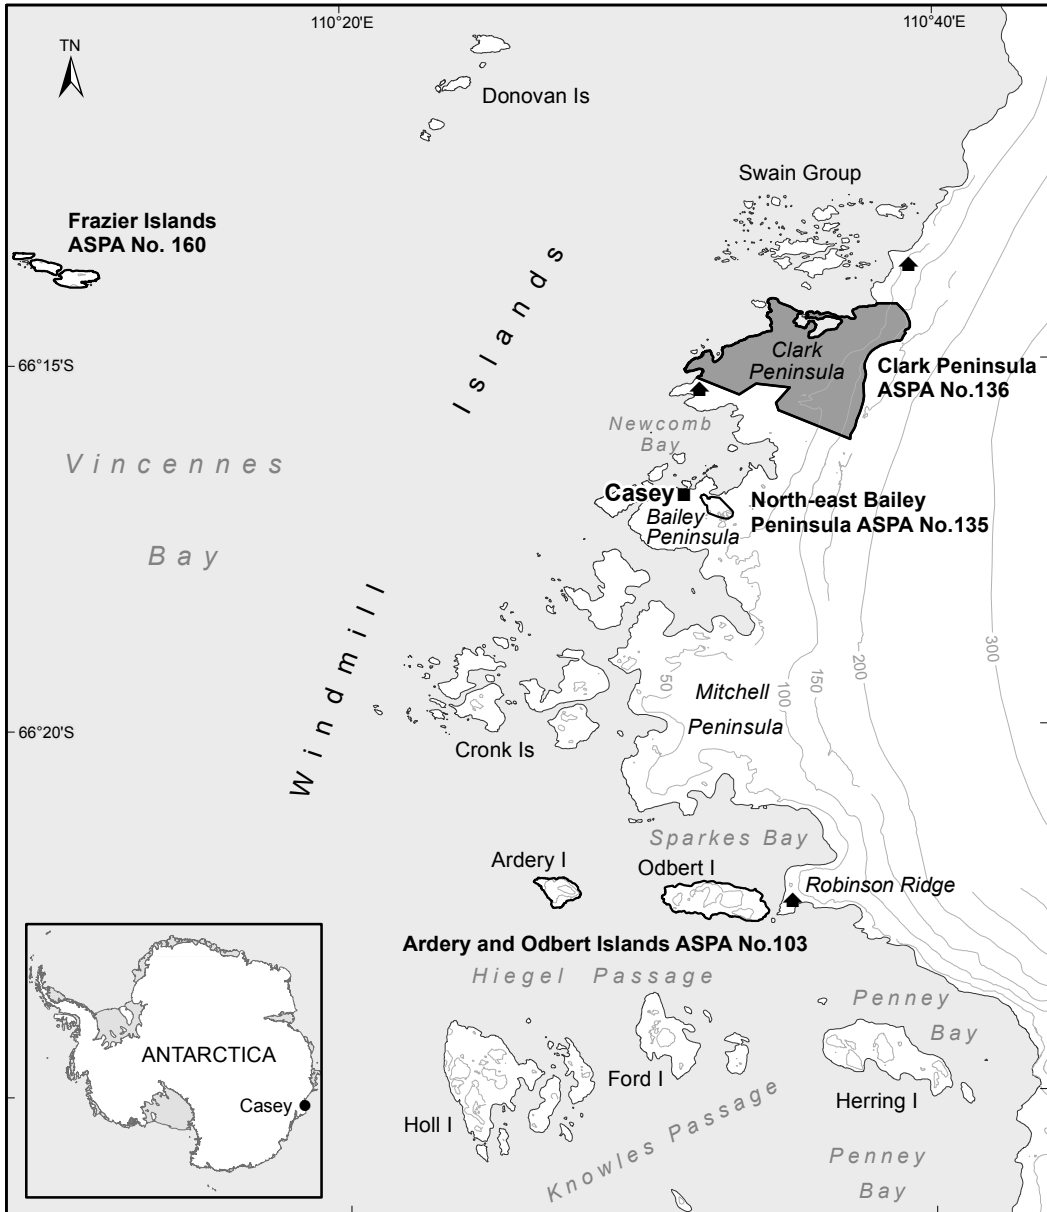 110°20'E
110°40'E
TN
Donovan Is
Swain Group
Frazier Islands
ASPA No. 160
Windmill Islands
66°15'S
Clark
Peninsula
Clark Peninsula
ASPA No.136
Newcomb
Bay
Vincennes
Bay
Casey
Bailey
Peninsula
North-east Bailey
Peninsula ASPA No.135
50
100
150
200
300
Mitchell
Peninsula
66°20'S
Cronk Is
Sparkes Bay
Ardery I
Odbert I
Robinson Ridge
Ardery and Odbert Islands ASPA No.103
Hiegel Passage
Penney
Bay
Ford I
Herring I
Holl I
Knowles Passage
Penney
Bay
ANTARCTICA
Casey